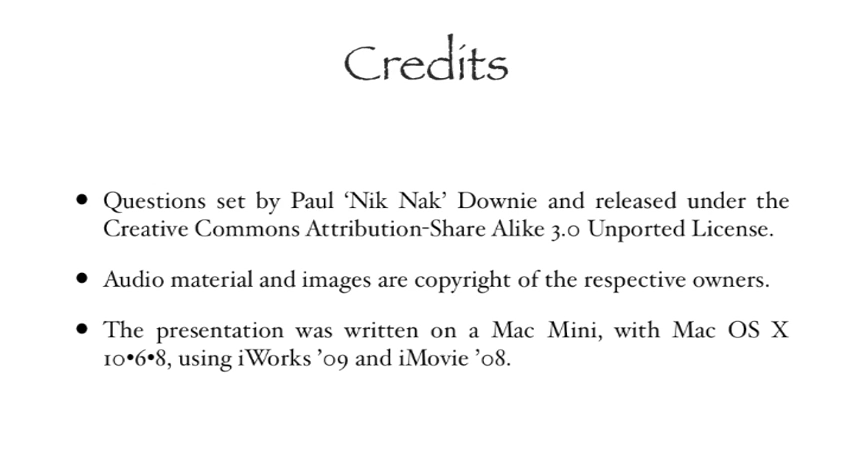 Credits
• Questions set by Paul ‘Nik Nak’ Downie and released under the
Creative Commons Attribution-Share Alike 3.0 Unported License.
• Audio material and images are copyright of the respective owners.
• The presentation was written on a Mac Mini, with Mac OS X
10•6•8, using iWorks ’09 and iMovie ’08.